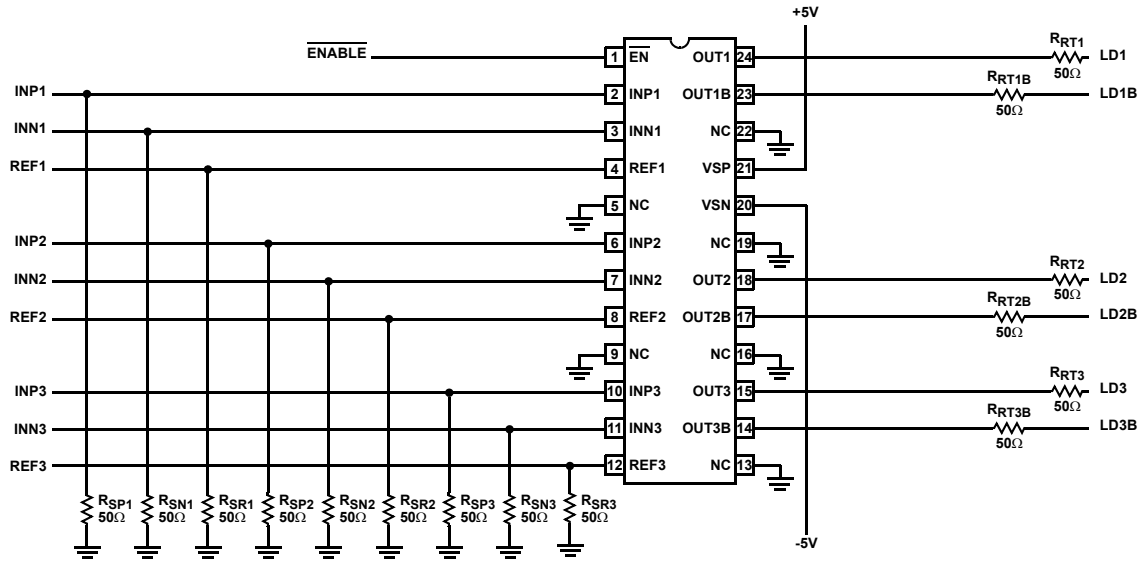 +5V
ENABLE
1 EN OUT1 24
RRT1
50Ω
LD1
INP1
2 INP1 OUT1B 23
RRT1B
50Ω
LD1B
INN1
3 INN1 NC 22
REF1
4 REF1 VSP 21
5 NC VSN 20
INP2
6 INP2 NC 19
INN2
7 INN2 OUT2 18
RRT2
50Ω
LD2
REF2
8 REF2 OUT2B 17
RRT2B
50Ω
LD2B
9 NC NC 16
INP3
10 INP3 OUT3 15
RRT3
50Ω
LD3
INN3
11 INN3 OUT3B 14
RRT3B
50Ω
LD3B
REF3
12 REF3 NC 13
RSP1 RSN1 RSR1 RSP2 RSN2 RSR2 RSP3 RSN3 RSR3
50Ω 50Ω 50Ω 50Ω 50Ω 50Ω 50Ω 50Ω 50Ω
-5V